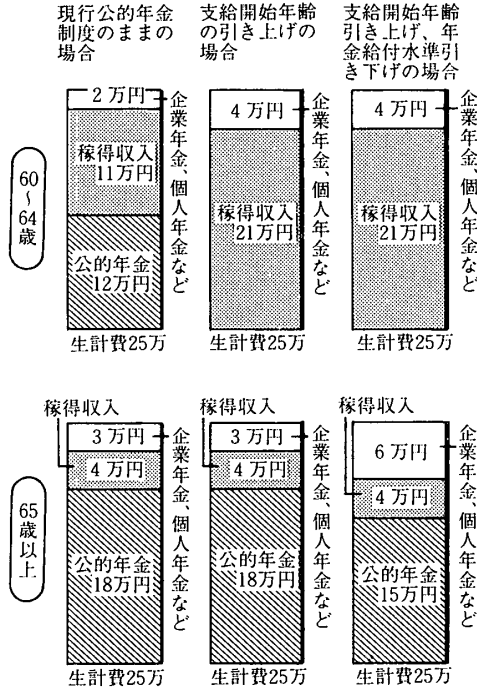 現行公的年金
制度のままの
場合
支給開始年齢
の引き上げの
場合
支給開始年齢
引き上げ、年
金給付水準引
き下げの場合
60〜64歳
2万円
企業年金、個人年金など
稼得収入
11万円
公的年金
12万円
生計費25万
4万円
企業年金、個人年金など
稼得収入
21万円
生計費25万
4万円
企業年金、個人年金など
稼得収入
21万円
生計費25万
65歳以上
稼得収入
3万円
企業年金、個人年金など
4万円
公的年金
18万円
生計費25万
稼得収入
3万円
企業年金、個人年金など
4万円
公的年金
18万円
生計費25万
稼得収入
6万円
企業年金、個人年金など
4万円
公的年金
15万円
生計費25万